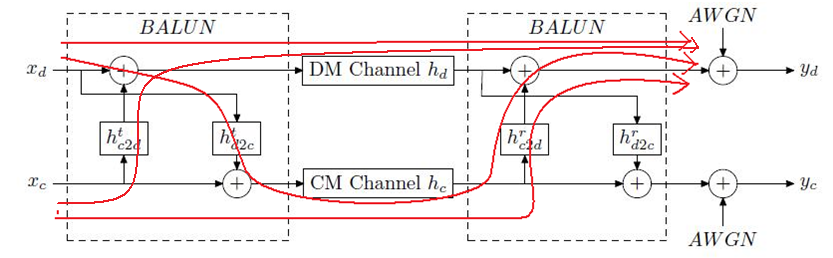 BALUN BALUN AWGN
x_d + DM Channel h_d + + y_d
h^t_{c2d} h^t_{d2c} h^r_{c2d} h^r_{d2c}
x_c + CM Channel h_c + + y_c
AWGN